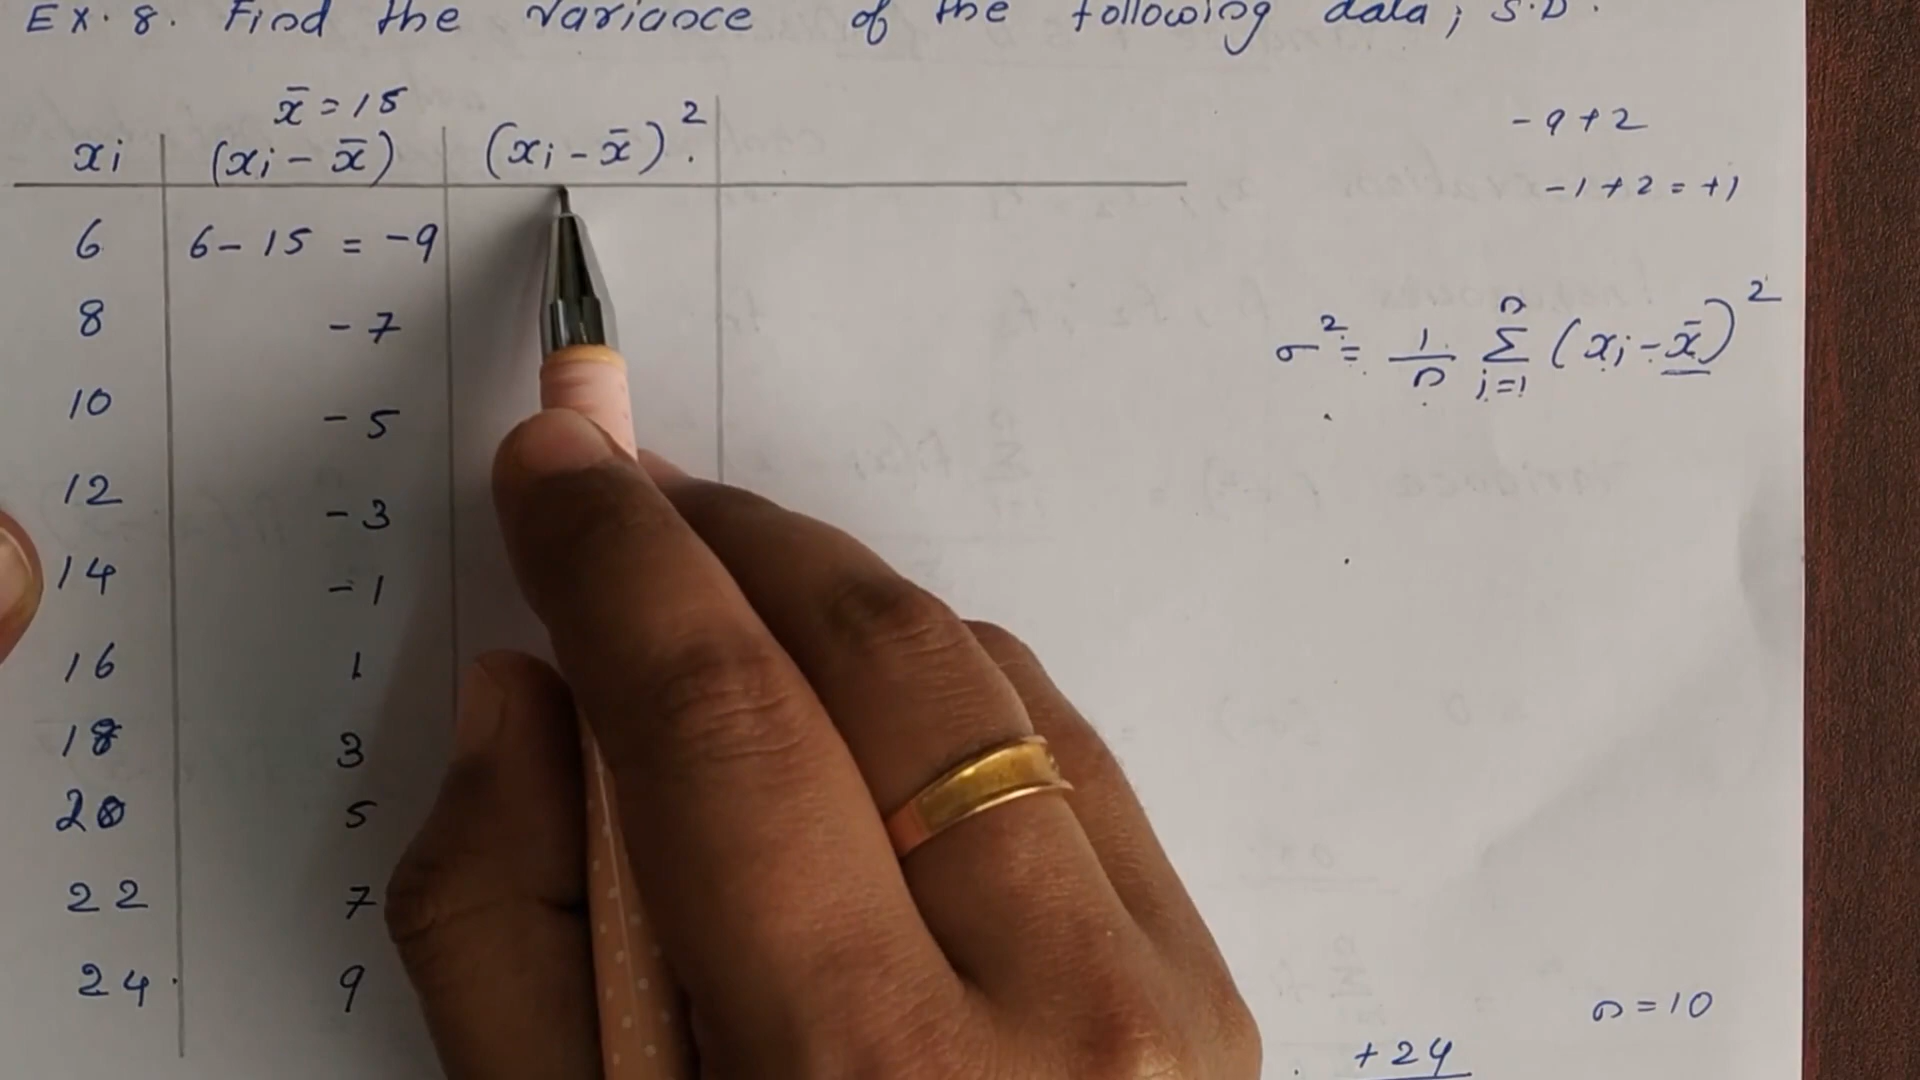 Ex. 8. Find the variance of the following data, S.D.
x̄ = 15
xi (xi - x̄) (xi - x̄)².
6 6 - 15 = -9
8 -7
10 -5
12 -3
14 -1
16 1
18 3
20 5
22 7
24. 9
-9+2
-1+2 = +1
σ² = 1/n Σ i=1 n (xi - x̄)²
n = 10
+24